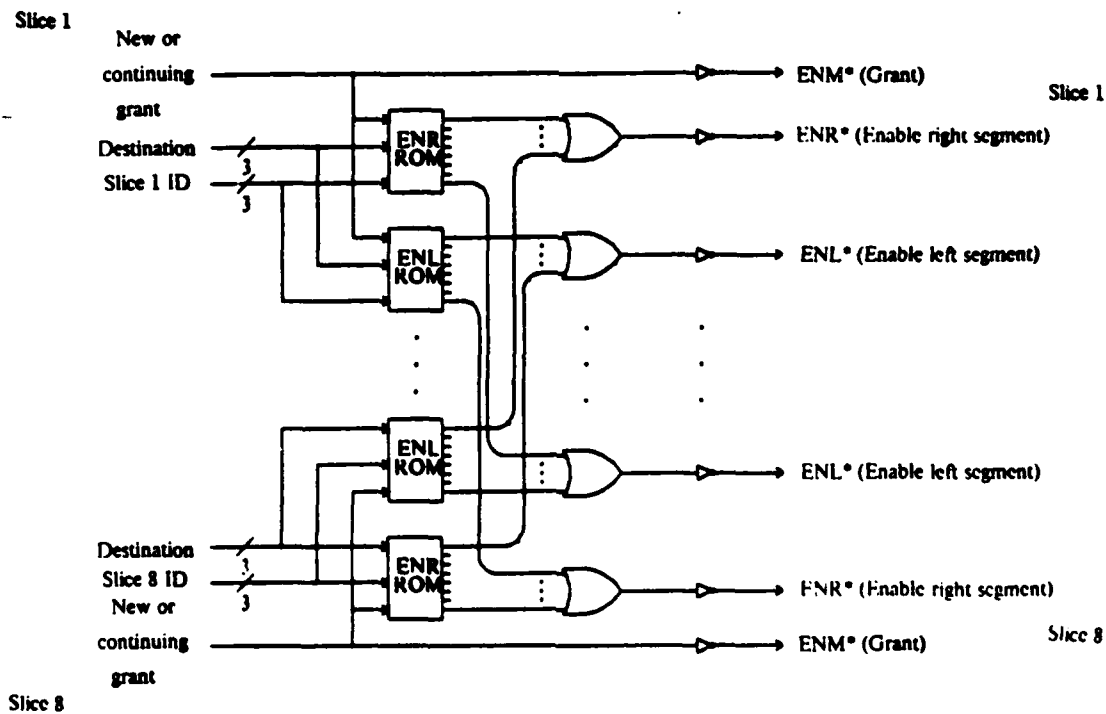 Slice 1
New or
continuing
grant
ENM* (Grant)
Slice 1
ENR
ROM
ENR* (Enable right segment)
Destination
3
Slice 1 ID
3
ENL
ROM
ENL* (Enable left segment)
ENL
ROM
ENL* (Enable left segment)
Destination
3
Slice 8 ID
3
ENR
ROM
ENR* (Enable right segment)
New or
continuing
grant
ENM* (Grant)
Slice 8
Slice 8